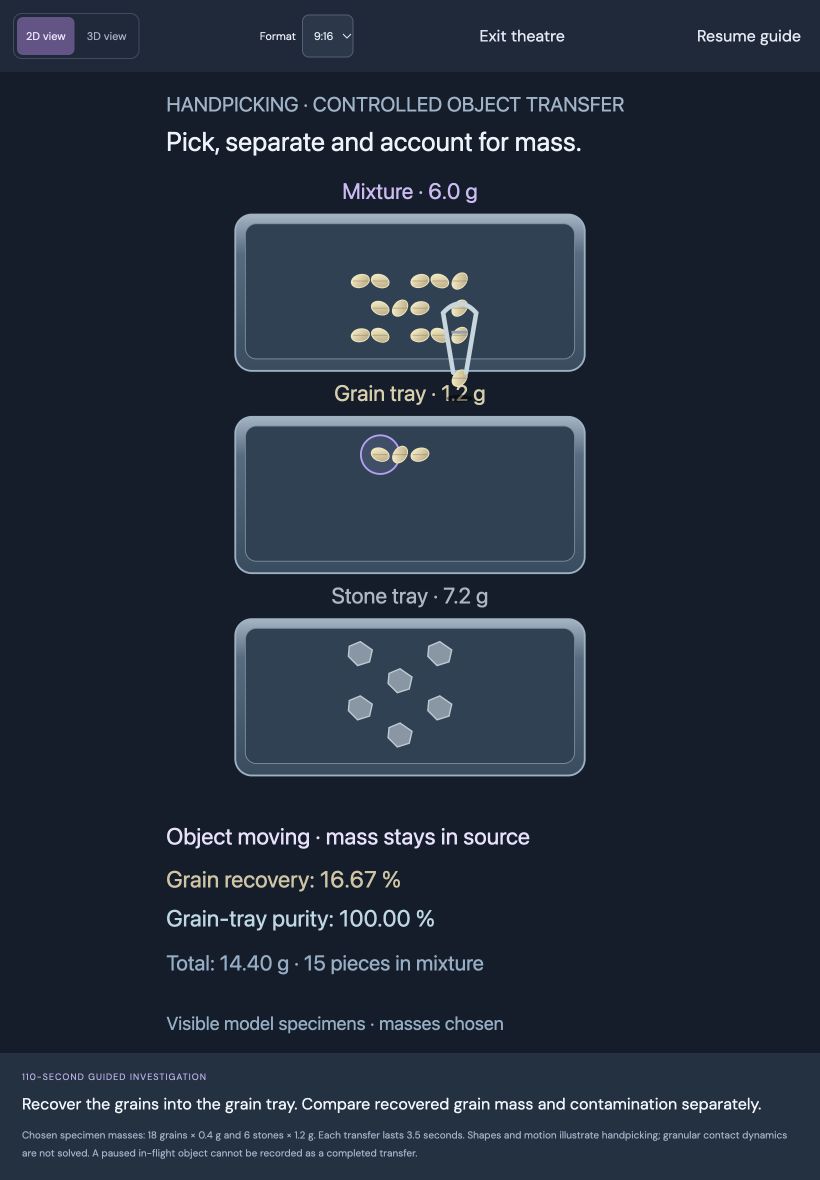 2D view
3D view
Format
9:16
Exit theatre
Resume guide
HANDPICKING · CONTROLLED OBJECT TRANSFER
Pick, separate and account for mass.
Mixture · 6.0 g
Grain tray · 1.2 g
Stone tray · 7.2 g
Object moving · mass stays in source
Grain recovery: 16.67 %
Grain-tray purity: 100.00 %
Total: 14.40 g · 15 pieces in mixture
Visible model specimens · masses chosen
110-SECOND GUIDED INVESTIGATION
Recover the grains into the grain tray. Compare recovered grain mass and contamination separately.
Chosen specimen masses: 18 grains × 0.4 g and 6 stones × 1.2 g. Each transfer lasts 3.5 seconds. Shapes and motion illustrate handpicking; granular contact dynamics
are not solved. A paused in-flight object cannot be recorded as a completed transfer.